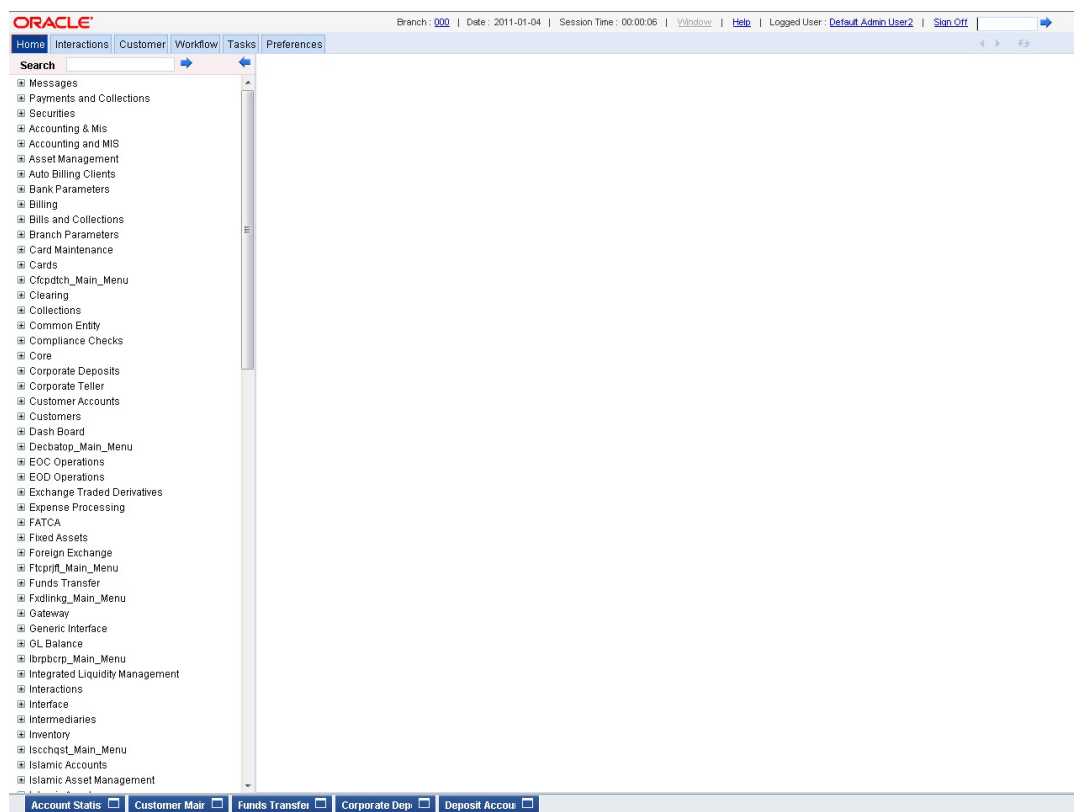 ORACLE
Branch : 000 | Date : 2011-01-04 | Session Time : 00:00:06 | Window | Help | Logged User : Default Admin User2 | Sign Off
Home Interactions Customer Workflow Tasks Preferences
Search
Messages
Payments and Collections
Securities
Accounting & Mis
Accounting and MIS
Asset Management
Auto Billing Clients
Bank Parameters
Billing
Bills and Collections
Branch Parameters
Card Maintenance
Cards
Cfcpdtch_Main_Menu
Clearing
Collections
Common Entity
Compliance Checks
Core
Corporate Deposits
Corporate Teller
Customer Accounts
Customers
Dash Board
Decbatop_Main_Menu
EOC Operations
EOD Operations
Exchange Traded Derivatives
Expense Processing
FATCA
Fixed Assets
Foreign Exchange
Ftcprjft_Main_Menu
Funds Transfer
Fxdlinkg_Main_Menu
Gateway
Generic Interface
GL Balance
Ibrpbcrp_Main_Menu
Integrated Liquidity Management
Interactions
Interface
Intermediaries
Inventory
Iscchqst_Main_Menu
Islamic Accounts
Islamic Asset Management
Account Statis Customer Mair Funds Transfer Corporate Dep Deposit Accou